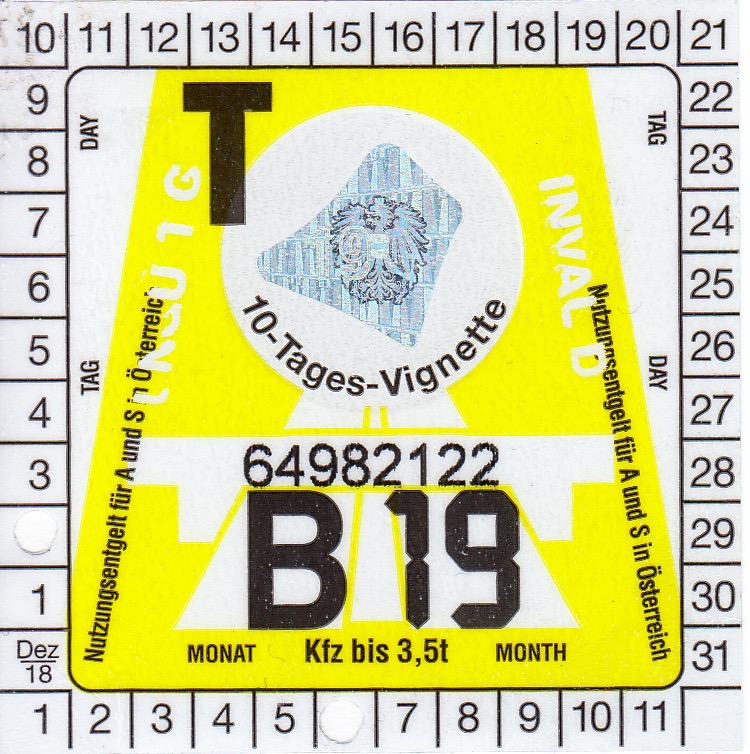 10 11 12 13 14 15 16 17 18 19 20 21
9 22
8 23
7 24
6 25
5 26
4 27
3 28
29
1 30
Dez
18
31
1 2 3 4 5 7 8 9 10 11
DAY
TAG
T
INVAL D
10-Tages-Vignette
TAG
DAY
Nutzungsentgelt für A und S in Österreich
Nutzungsentgelt für A und S in Österreich
64982122
B 19
MONAT Kfz bis 3,5t MONTH